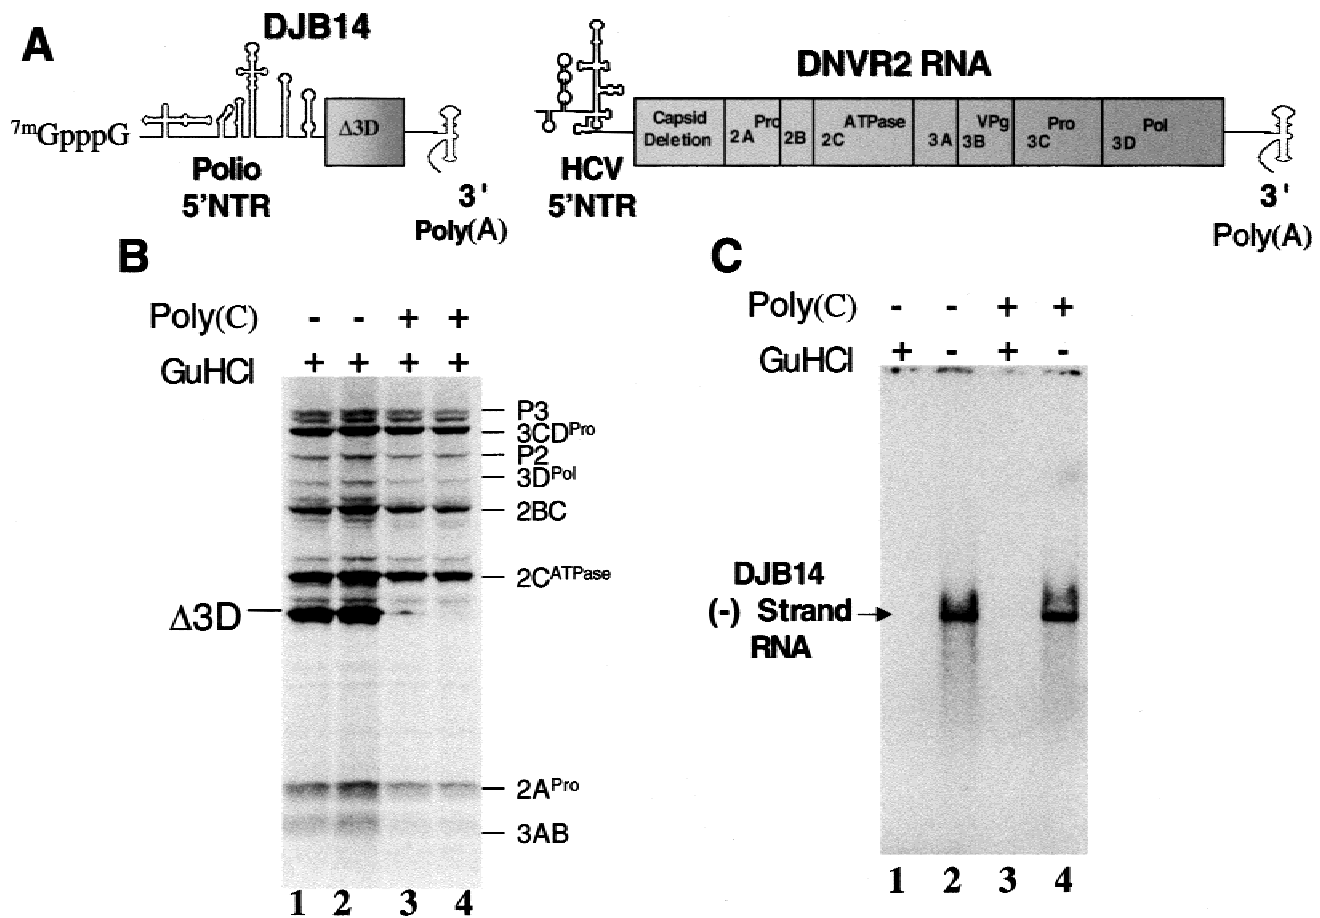 A
DJB14
7mGpppG
Δ3D
Polio
5'NTR
3'
Poly(A)
DNVR2 RNA
Capsid
Deletion
2A Pro
2B
2C ATPase
3A
3B VPg
3C Pro
3D Pol
HCV
5'NTR
3'
Poly(A)
B
Poly(C) - - + +
GuHCl + + + +
P3
3CDPro
P2
3DPol
2BC
2CATPase
Δ3D
2APro
3AB
1 2 3 4
C
Poly(C) - - + +
GuHCl + - + -
DJB14
(-) Strand
RNA
1 2 3 4